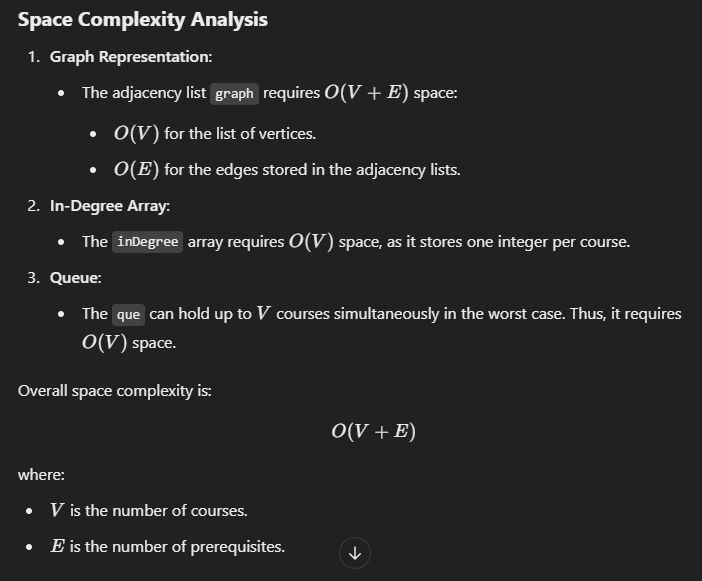 Space Complexity Analysis
1. Graph Representation:
• The adjacency list graph requires O(V + E) space:
• O(V) for the list of vertices.
• O(E) for the edges stored in the adjacency lists.
2. In-Degree Array:
• The inDegree array requires O(V) space, as it stores one integer per course.
3. Queue:
• The que can hold up to V courses simultaneously in the worst case. Thus, it requires
O(V) space.
Overall space complexity is:
O(V + E)
where:
• V is the number of courses.
• E is the number of prerequisites.